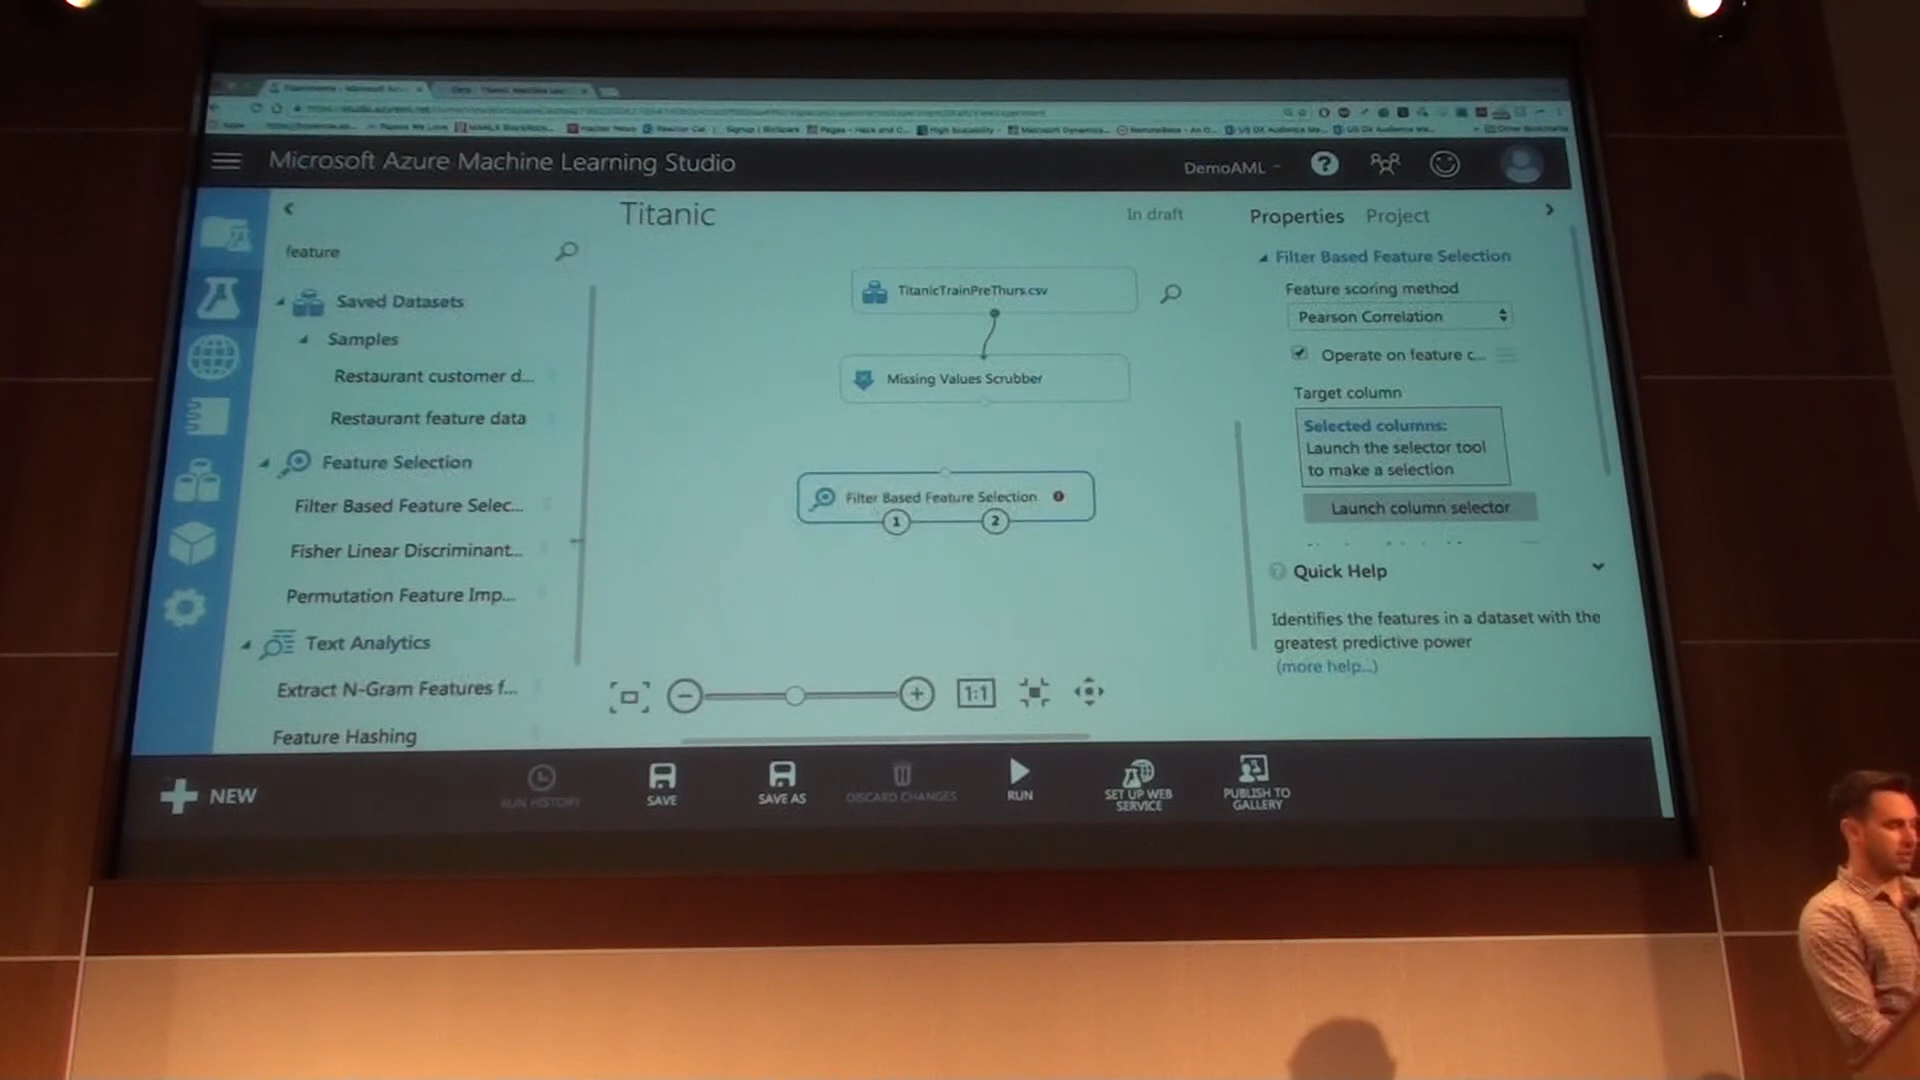 Microsoft Azure Machine Learning Studio
DemoAML
feature
Saved Datasets
Samples
Restaurant customer d...
Restaurant feature data
Feature Selection
Filter Based Feature Selec...
Fisher Linear Discriminant...
Permutation Feature Imp...
Text Analytics
Extract N-Gram Features f...
Feature Hashing
Titanic
In draft
TitanicTrainPreThurs.csv
Missing Values Scrubber
Filter Based Feature Selection
1 2
1:1
Properties Project
Filter Based Feature Selection
Feature scoring method
Pearson Correlation
Operate on feature c...
Target column
Selected columns:
Launch the selector tool
to make a selection
Launch column selector
Quick Help
Identifies the features in a dataset with the
greatest predictive power
(more help...)
NEW
RUN HISTORY
SAVE
SAVE AS
DISCARD CHANGES
RUN
SET UP WEB
SERVICE
PUBLISH TO
GALLERY